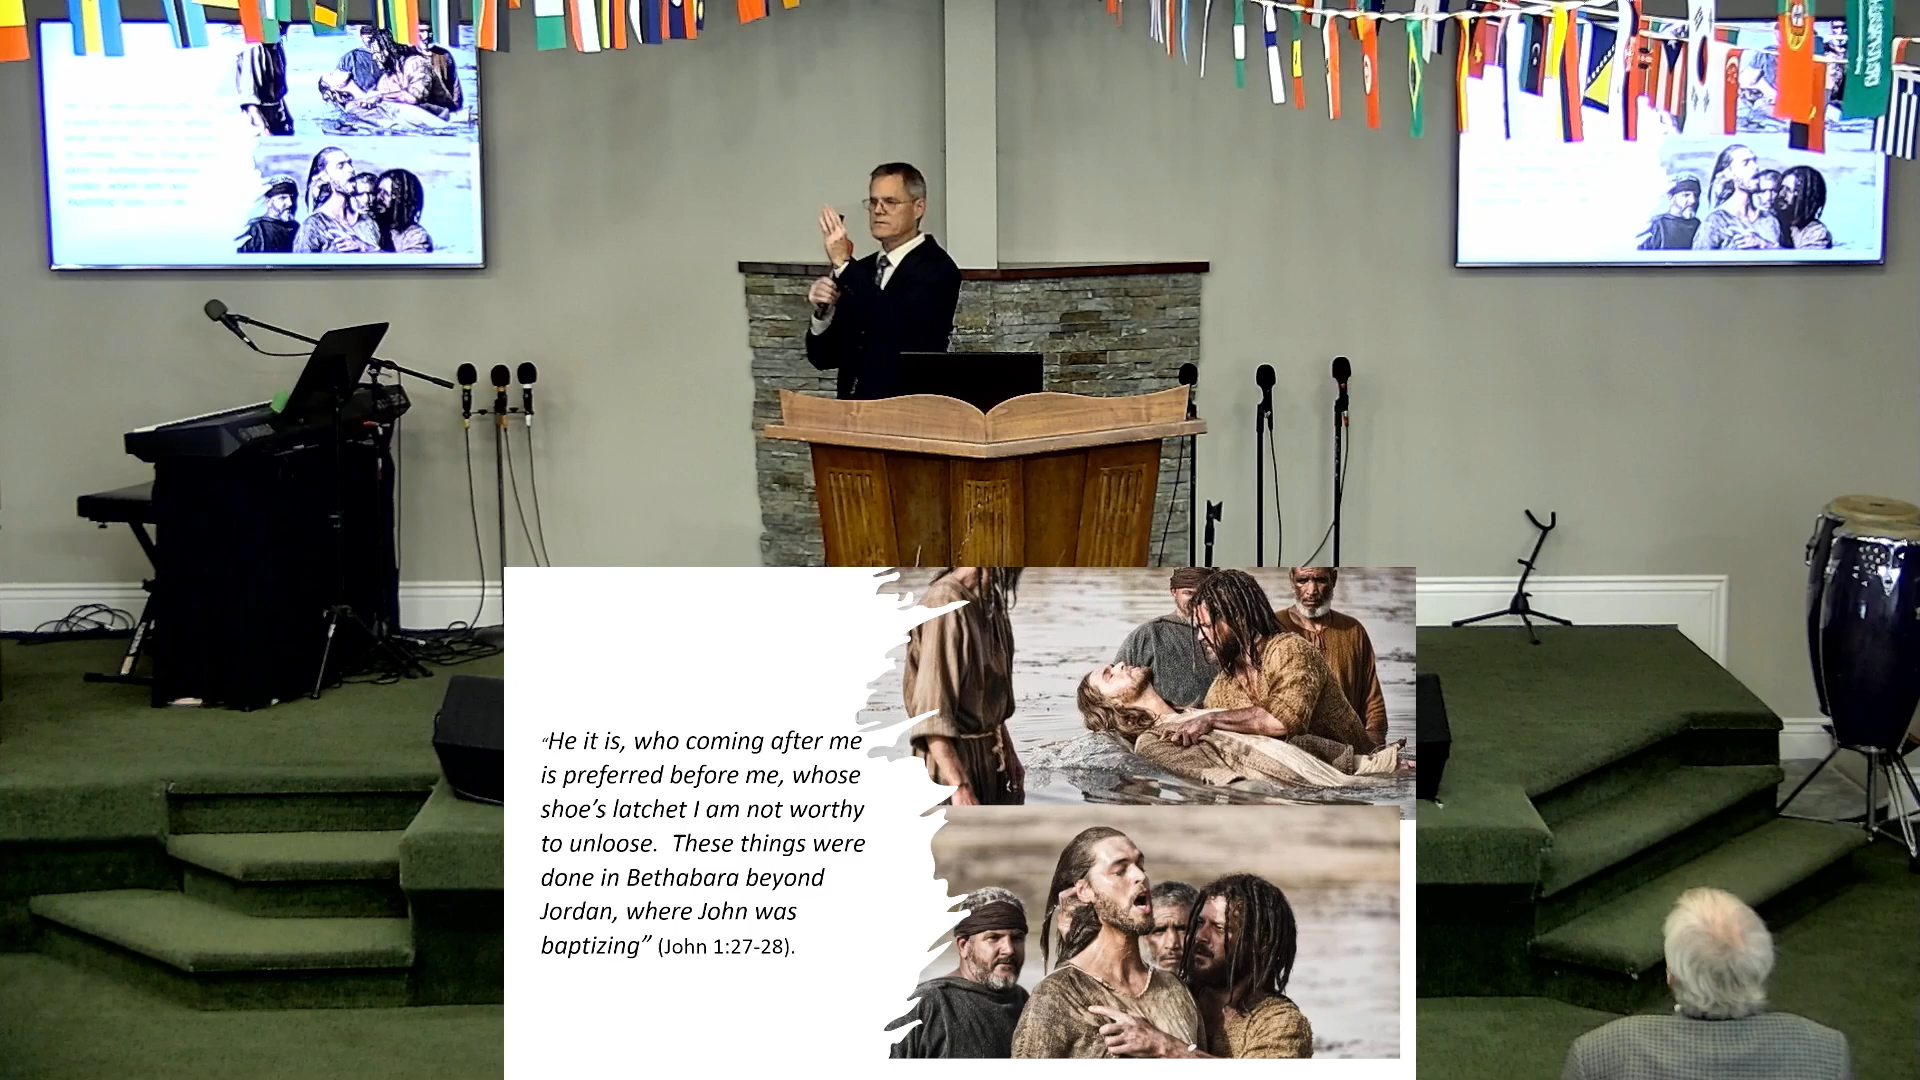 “He it is, who coming after me
is preferred before me, whose
shoe’s latchet I am not worthy
to unloose.  These things were
done in Bethabara beyond
Jordan, where John was
baptizing” (John 1:27-28).